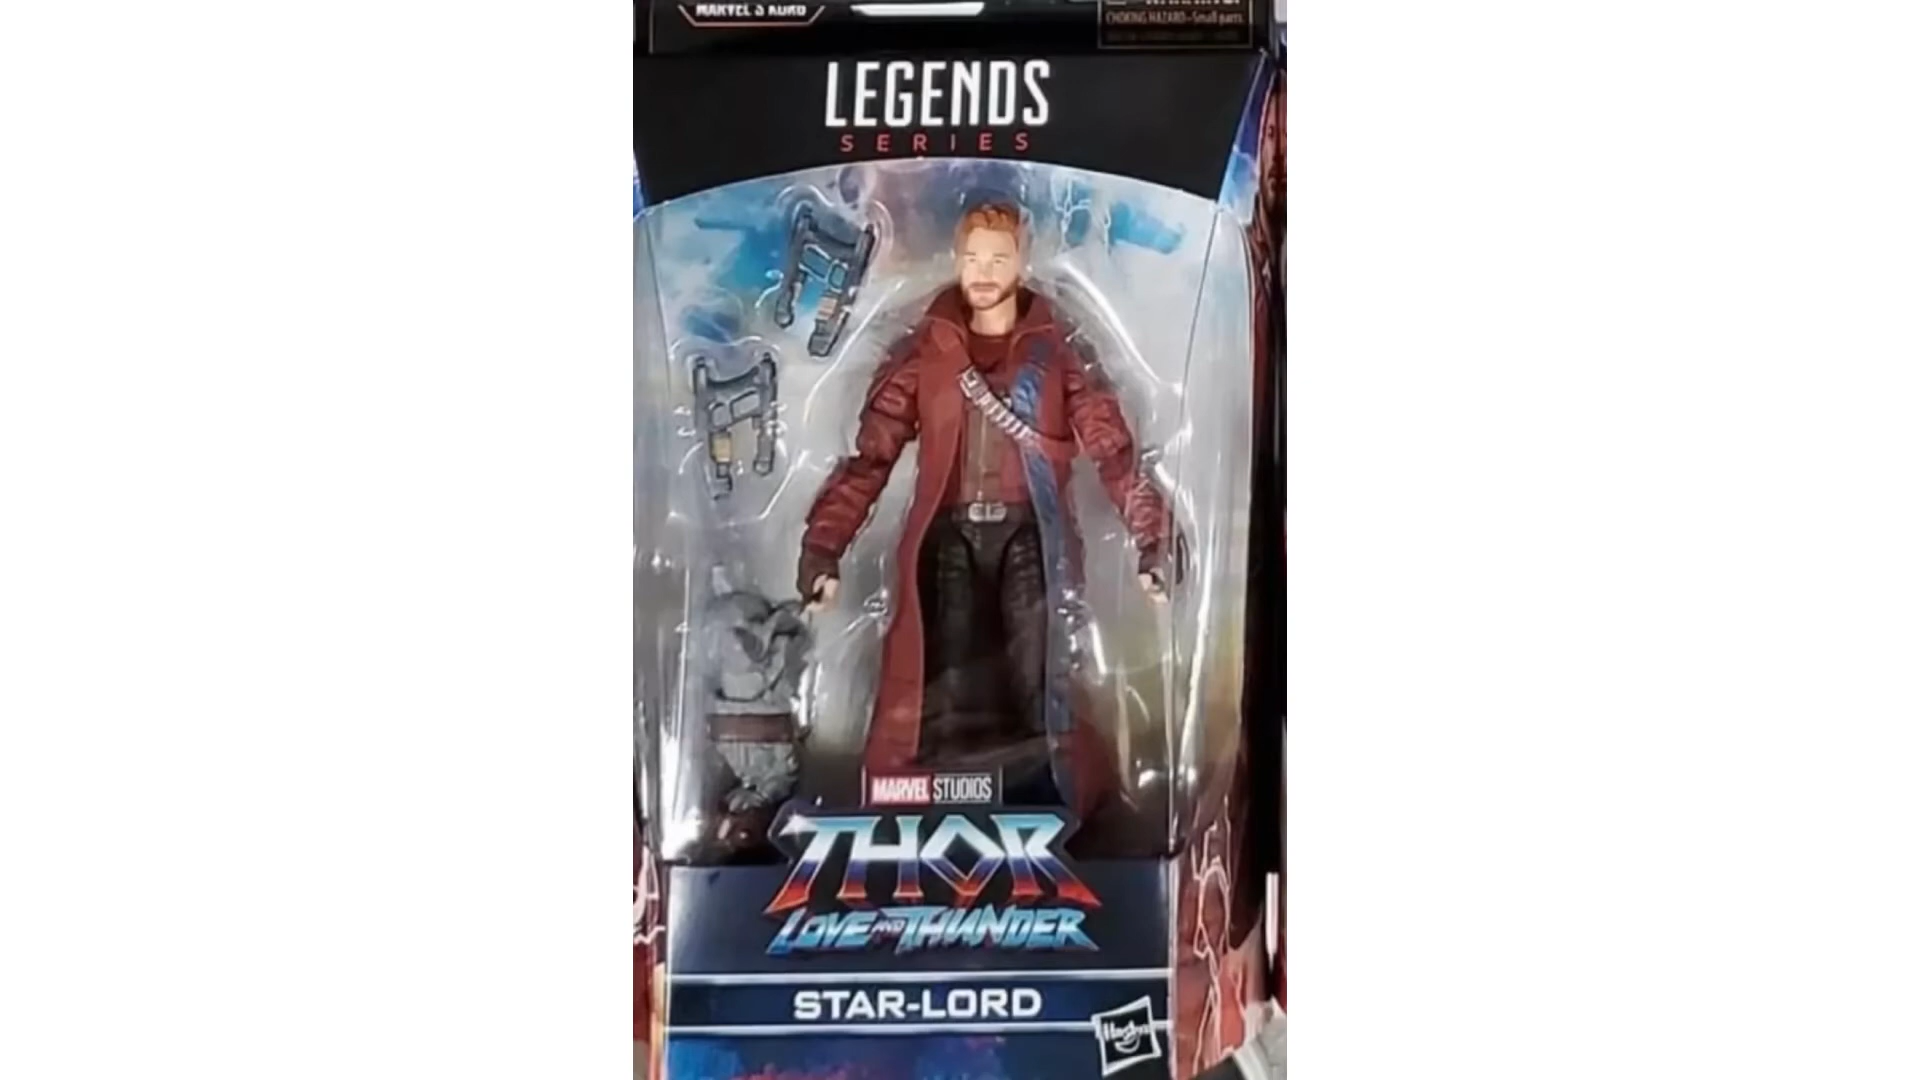 MARVEL'S KORG
CHOKING HAZARD–Small parts
LEGENDS
SERIES
MARVEL STUDIOS
THOR
LOVE AND THUNDER
STAR-LORD
Hasbro